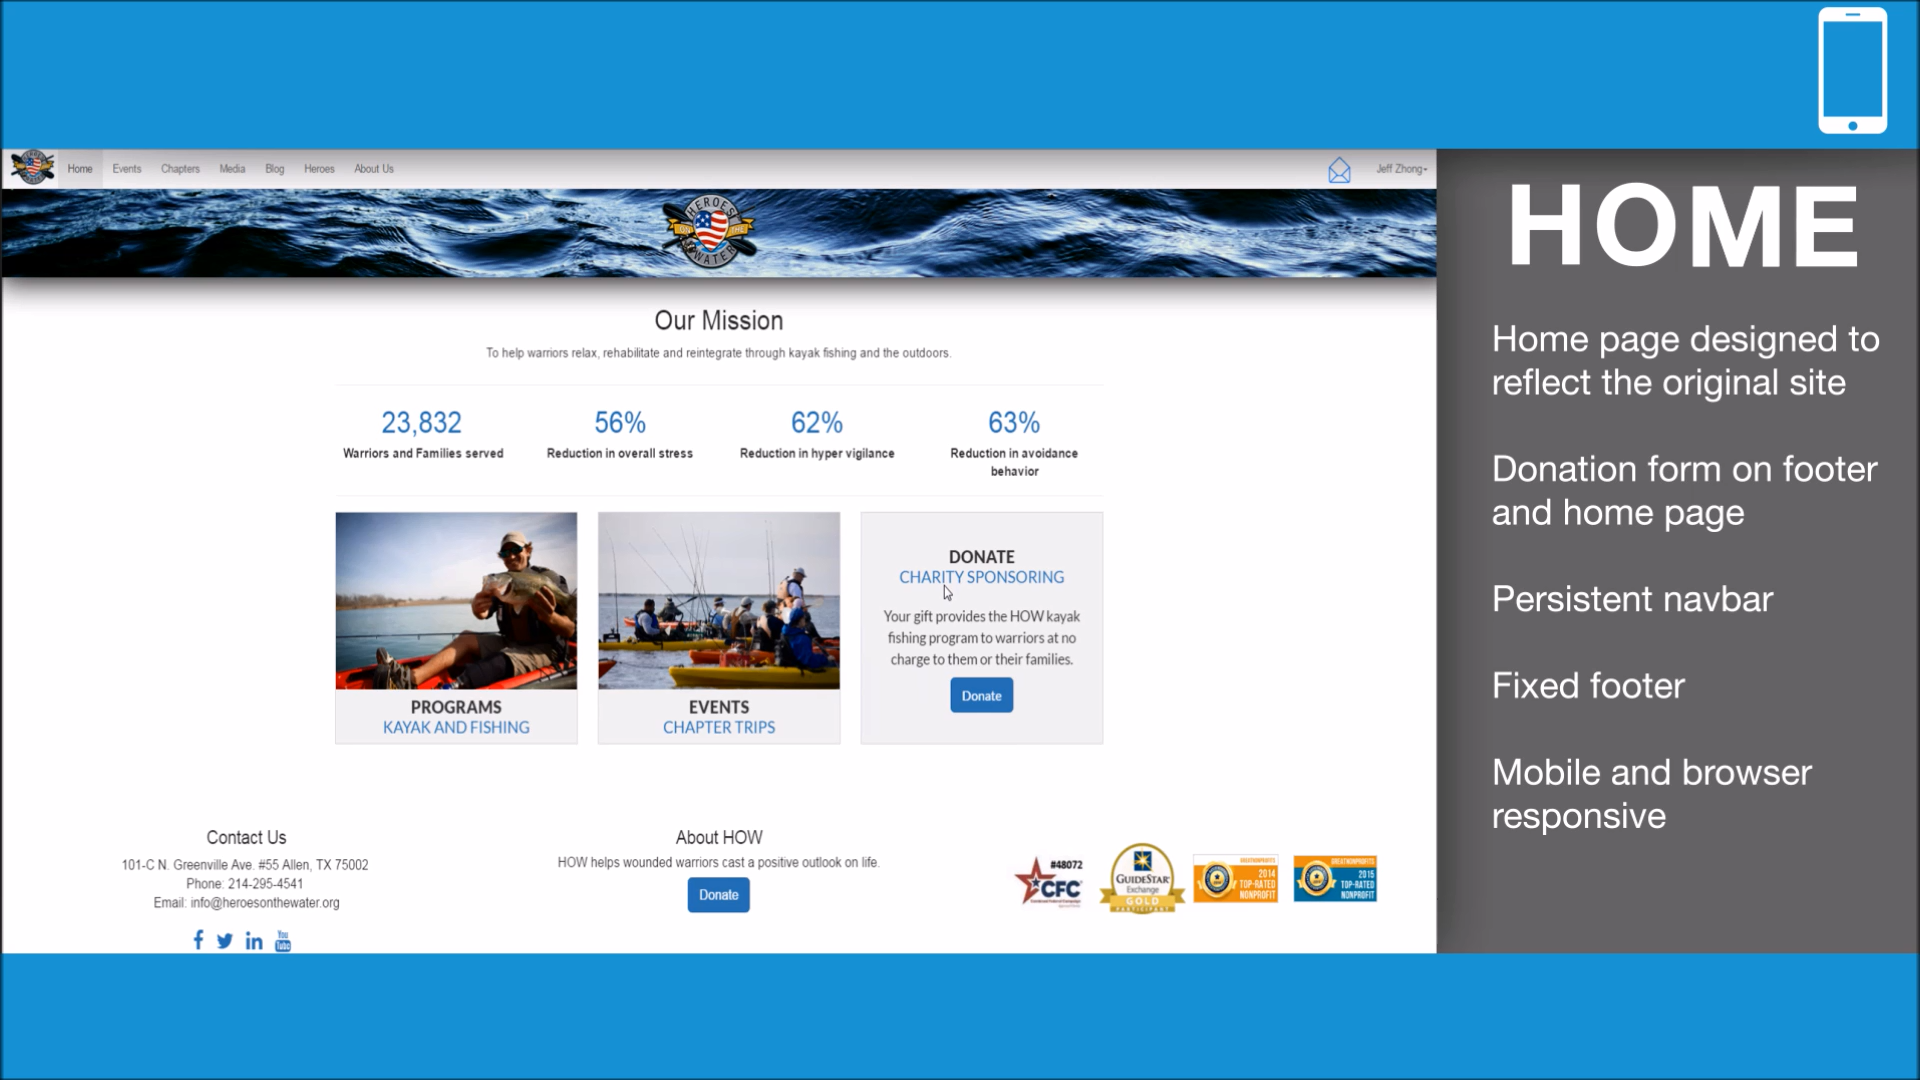 Home Events Chapters Media Blog Heroes About Us Jeff Zhong
HEROES
ON THE
WATER
Our Mission
To help warriors relax, rehabilitate and reintegrate through kayak fishing and the outdoors.
23,832 56% 62% 63%
Warriors and Families served Reduction in overall stress Reduction in hyper vigilance Reduction in avoidance
behavior
PROGRAMS
KAYAK AND FISHING
EVENTS
CHAPTER TRIPS
DONATE
CHARITY SPONSORING
Your gift provides the HOW kayak
fishing program to warriors at no
charge to them or their families.
Donate
Contact Us
101-C N. Greenville Ave. #55 Allen, TX 75002
Phone: 214-295-4541
Email: info@heroesonthewater.org
You
Tube
About HOW
HOW helps wounded warriors cast a positive outlook on life.
Donate
#48072
CFC
GUIDESTAR
Exchange
GOLD
PARTICIPANT
GREATNONPROFITS
2014
TOP-RATED
NONPROFIT
GREATNONPROFITS
2015
TOP-RATED
NONPROFIT
HOME
Home page designed to
reflect the original site
Donation form on footer
and home page
Persistent navbar
Fixed footer
Mobile and browser
responsive